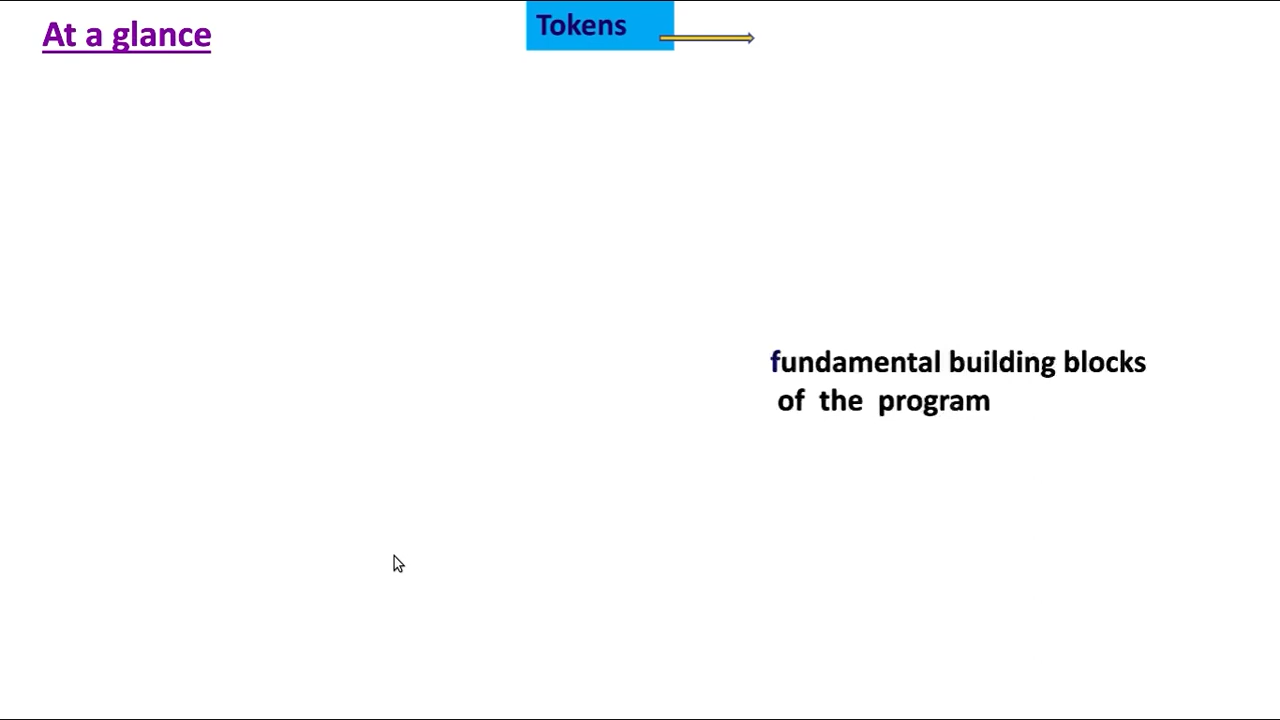 At a glance
Tokens
fundamental building blocks
of the program